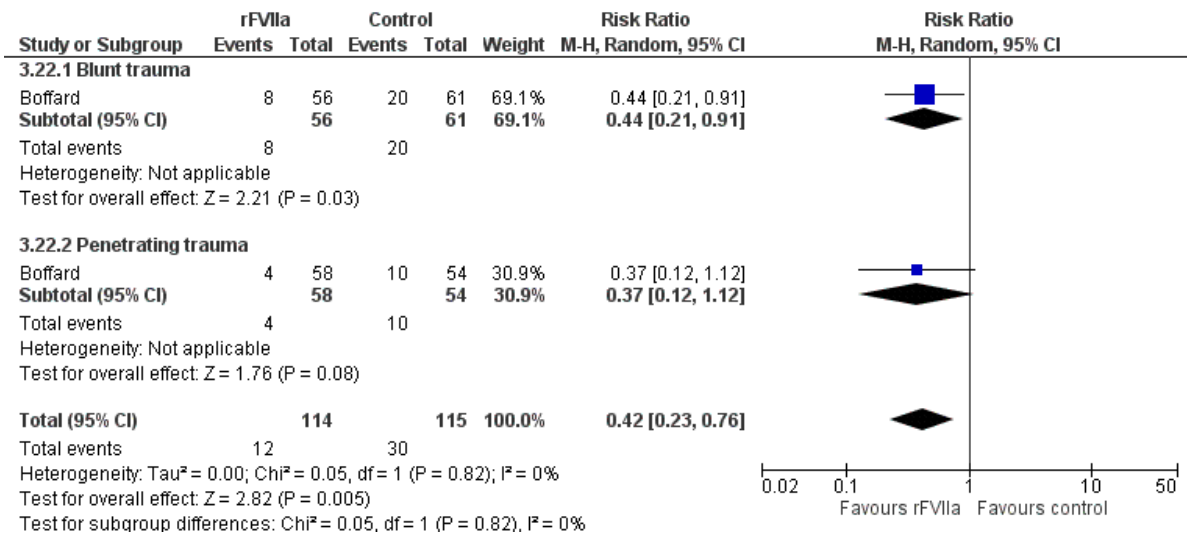 rFVIIa Control Risk Ratio Risk Ratio
Study or Subgroup Events Total Events Total Weight M-H, Random, 95% CI M-H, Random, 95% CI
3.22.1 Blunt trauma
Boffard 8 56 20 61 69.1% 0.44 [0.21, 0.91]
Subtotal (95% CI) 56 61 69.1% 0.44 [0.21, 0.91]
Total events 8 20
Heterogeneity: Not applicable
Test for overall effect: Z = 2.21 (P = 0.03)
3.22.2 Penetrating trauma
Boffard 4 58 10 54 30.9% 0.37 [0.12, 1.12]
Subtotal (95% CI) 58 54 30.9% 0.37 [0.12, 1.12]
Total events 4 10
Heterogeneity: Not applicable
Test for overall effect: Z = 1.76 (P = 0.08)
Total (95% CI) 114 115 100.0% 0.42 [0.23, 0.76]
Total events 12 30
Heterogeneity: Tau² = 0.00; Chi² = 0.05, df = 1 (P = 0.82); I² = 0%
Test for overall effect: Z = 2.82 (P = 0.005)
Test for subgroup differences: Chi² = 0.05, df = 1 (P = 0.82), I² = 0%
0.02 0.1 1 10 50
Favours rFVIIa Favours control